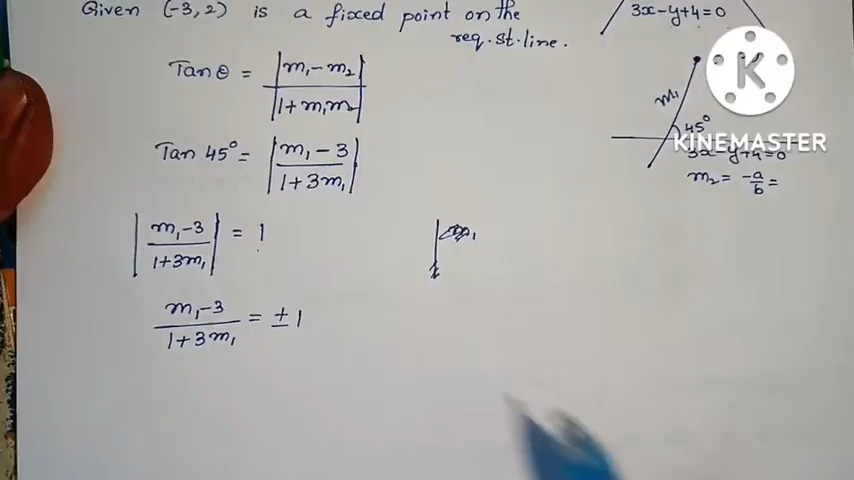 Given (-3, 2) is a fixed point on the
req. st. line.
3x-y+4=0
Tan θ = |m₁-m₂| / |1+m₁m₂|
m₁
45°
K
KINEMASTER
Tan 45° = |m₁-3 / 1+3m₁|
3x-y+4=0
m₂ = -a/b =
|m₁-3 / 1+3m₁| = 1
m₁-3 / 1+3m₁ = ± 1